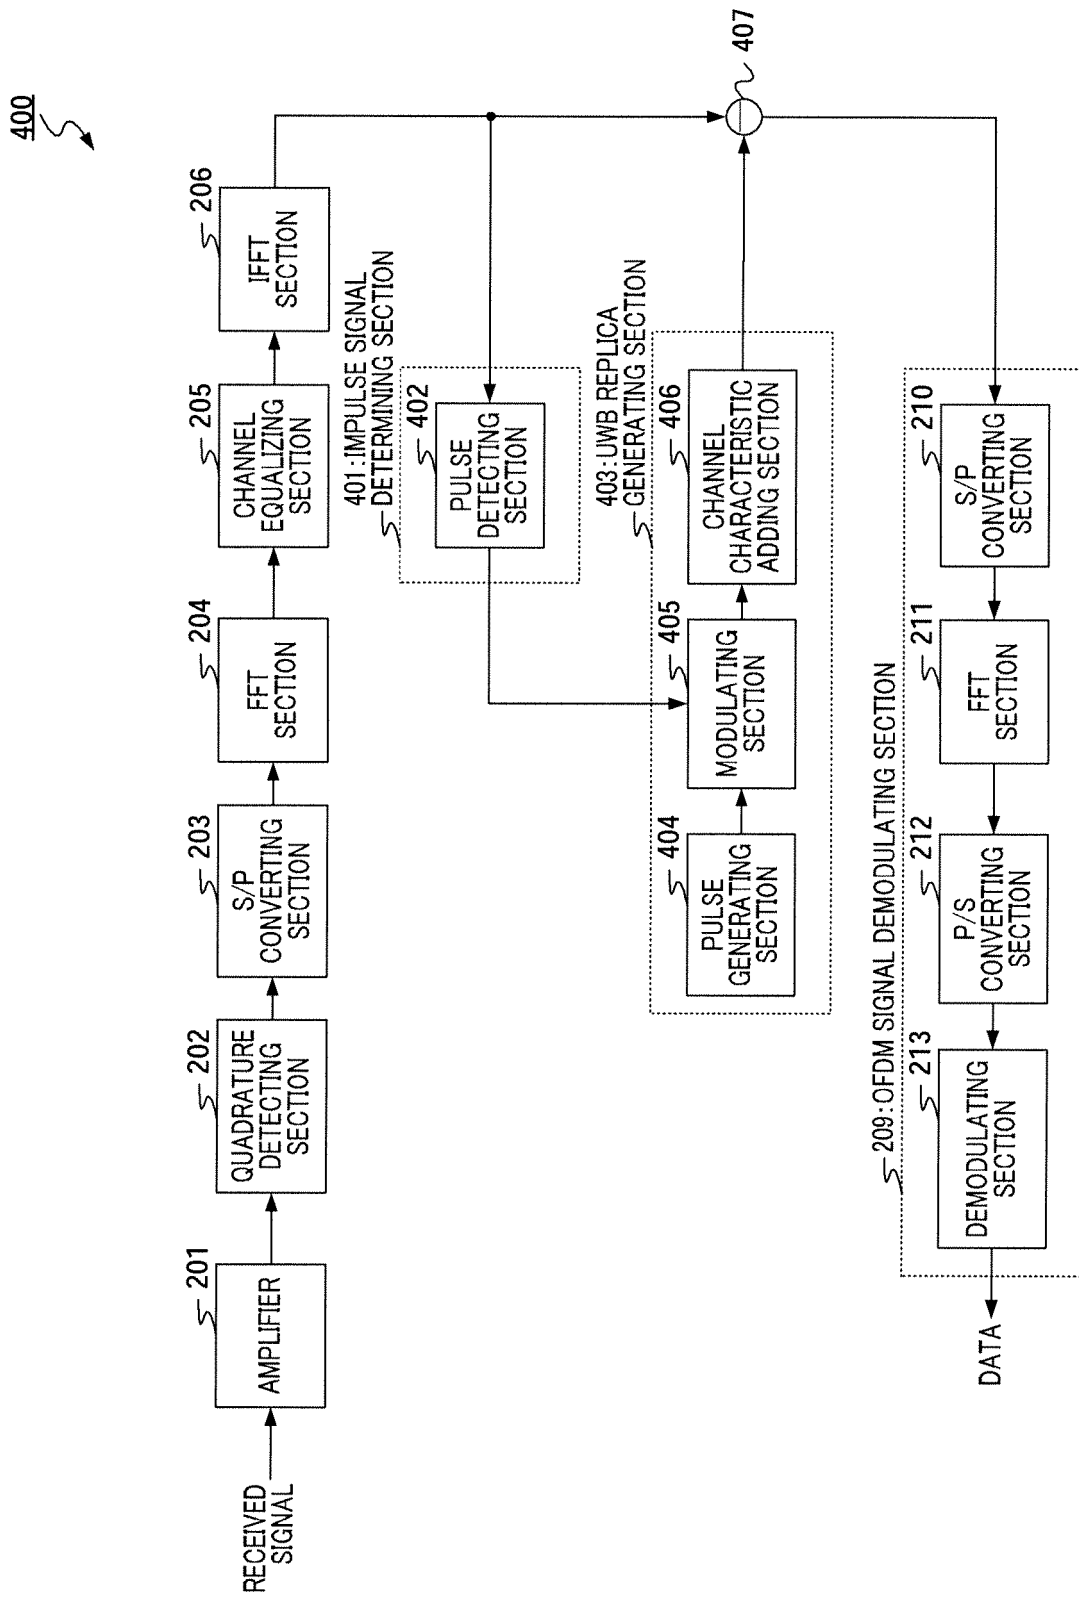 400
RECEIVED
SIGNAL
201
AMPLIFIER
202
QUADRATURE
DETECTING
SECTION
203
S/P
CONVERTING
SECTION
204
FFT
SECTION
205
CHANNEL
EQUALIZING
SECTION
206
IFFT
SECTION
401:IMPULSE SIGNAL
DETERMINING SECTION
402
PULSE
DETECTING
SECTION
403:UWB REPLICA
GENERATING SECTION
404
PULSE
GENERATING
SECTION
405
MODULATING
SECTION
406
CHANNEL
CHARACTERISTIC
ADDING SECTION
407
209:OFDM SIGNAL DEMODULATING SECTION
210
S/P
CONVERTING
SECTION
211
FFT
SECTION
212
P/S
CONVERTING
SECTION
213
DEMODULATING
SECTION
DATA